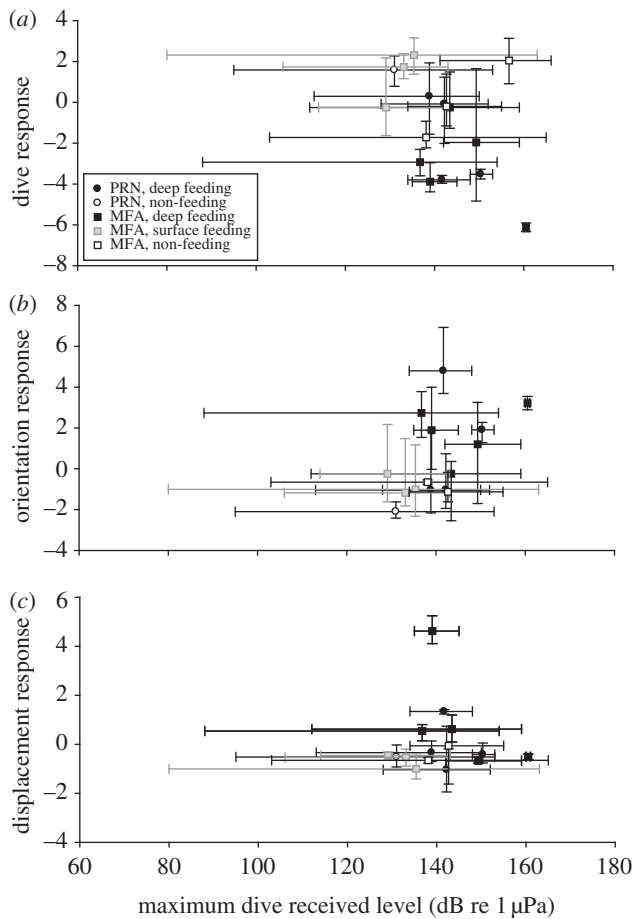 (a)
4
2
0
−2
−4
−6
−8
dive response
PRN, deep feeding
PRN, non-feeding
MFA, deep feeding
MFA, surface feeding
MFA, non-feeding
(b)
8
6
4
2
0
−2
−4
orientation response
(c)
6
4
2
0
−2
−4
displacement response
60 80 100 120 140 160 180
maximum dive received level (dB re 1 µPa)